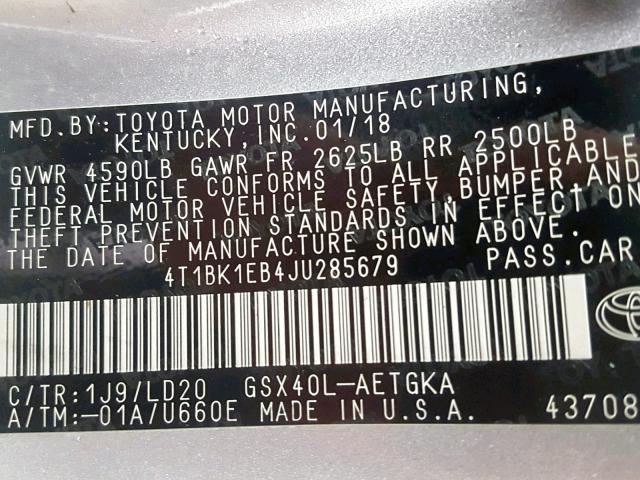 MFD. BY: TOYOTA MOTOR MANUFACTURING,
KENTUCKY, INC. 01/18
GVWR 4590LB GAWR FR 2625LB RR 2500LB
THIS VEHICLE CONFORMS TO ALL APPLICABLE
FEDERAL MOTOR VEHICLE SAFETY, BUMPER, AND
THEFT PREVENTION STANDARDS IN EFFECT ON
THE DATE OF MANUFACTURE SHOWN ABOVE.
4T1BK1EB4JU285679 PASS. CAR
C/TR: 1J9/LD20 GSX40L-AETGKA
A/TM:-01A/U660E MADE IN U.S.A. 43708